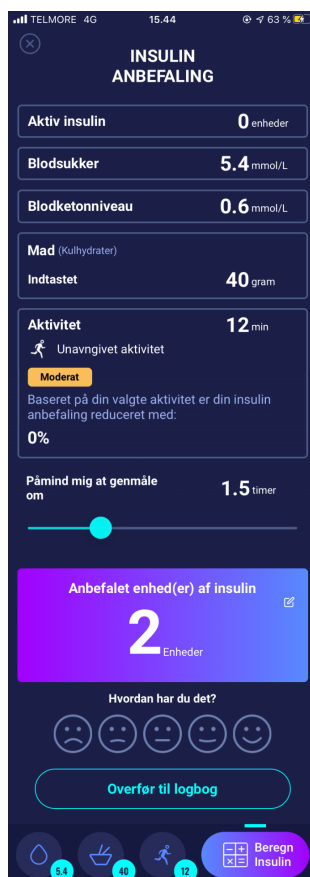 TELMORE 4G 15.44 63 %
INSULIN
ANBEFALING
Aktiv insulin 0 enheder
Blodsukker 5.4 mmol/L
Blodketonniveau 0.6 mmol/L
Mad (Kulhydrater)
Indtastet 40 gram
Aktivitet 12 min
Unavngivet aktivitet
Moderat
Baseret på din valgte aktivitet er din insulin
anbefaling reduceret med:
0%
Påmind mig at genmåle
om 1.5 timer
Anbefalet enhed(er) af insulin
2 Enheder
Hvordan har du det?
Overfør til logbog
5.4 40 12 Beregn
Insulin